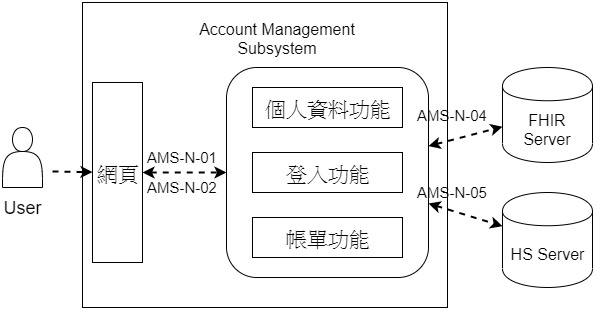 Account Management
Subsystem
User
網頁
AMS-N-01
AMS-N-02
個人資料功能
登入功能
帳單功能
AMS-N-04
AMS-N-05
FHIR
Server
HS Server